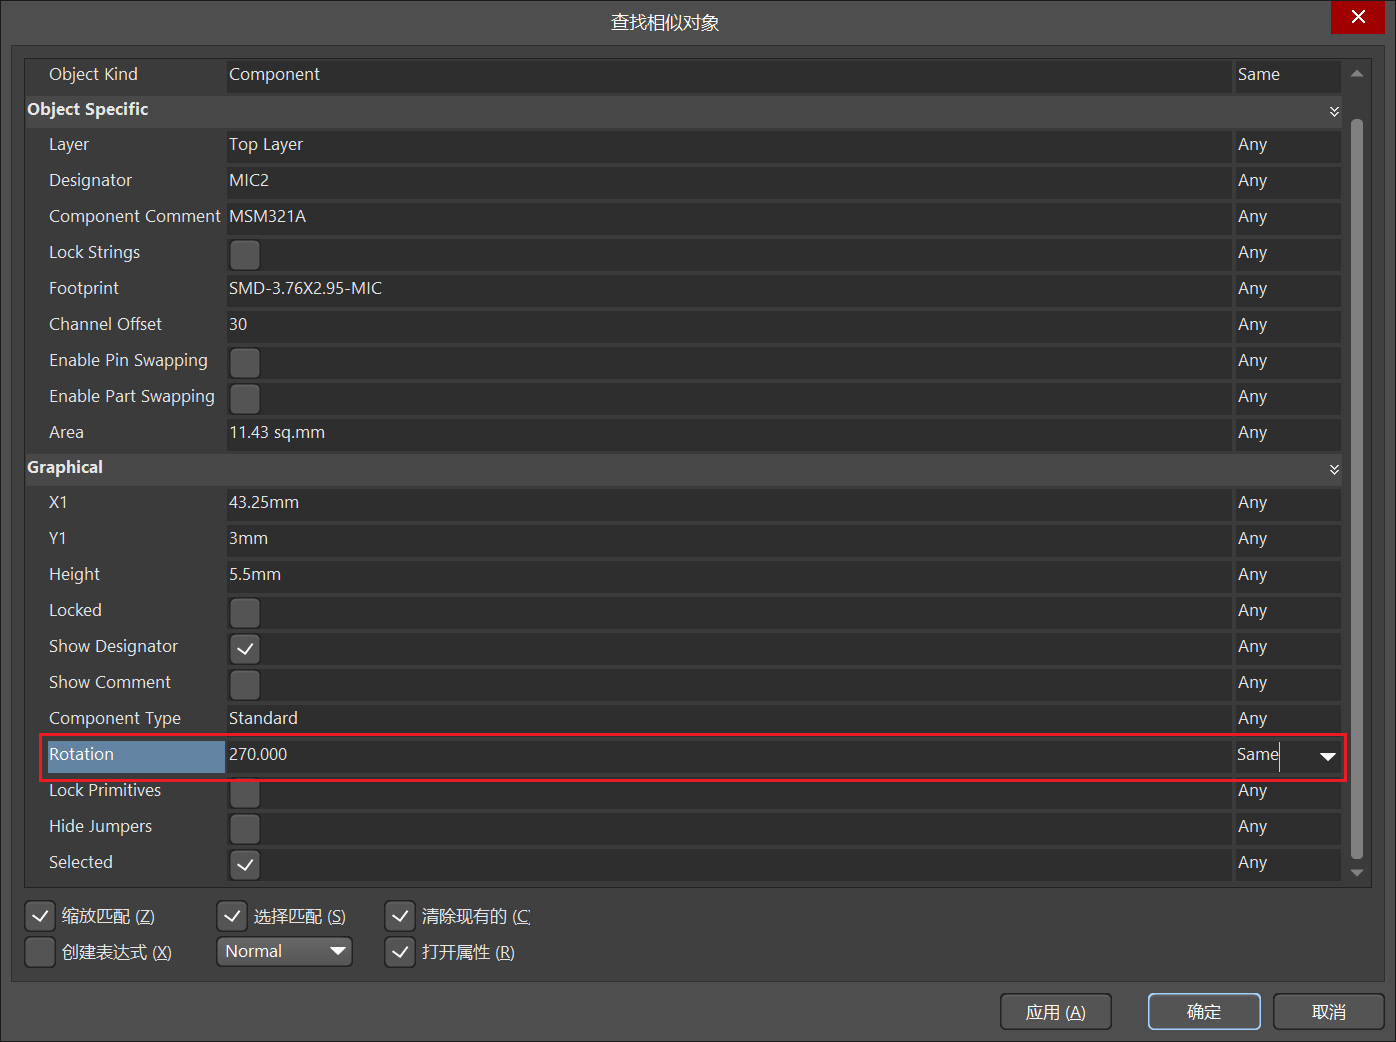 查找相似对象
Object Kind Component Same
Object Specific
Layer Top Layer Any
Designator MIC2 Any
Component Comment MSM321A Any
Lock Strings Any
Footprint SMD-3.76X2.95-MIC Any
Channel Offset 30 Any
Enable Pin Swapping Any
Enable Part Swapping Any
Area 11.43 sq.mm Any
Graphical
X1 43.25mm Any
Y1 3mm Any
Height 5.5mm Any
Locked Any
Show Designator Any
Show Comment Any
Component Type Standard Any
Rotation 270.000 Same
Lock Primitives Any
Hide Jumpers Any
Selected Any
缩放匹配 (Z) 选择匹配 (S) 清除现有的 (C
创建表达式 (X) Normal 打开属性 (R)
应用 (A) 确定 取消